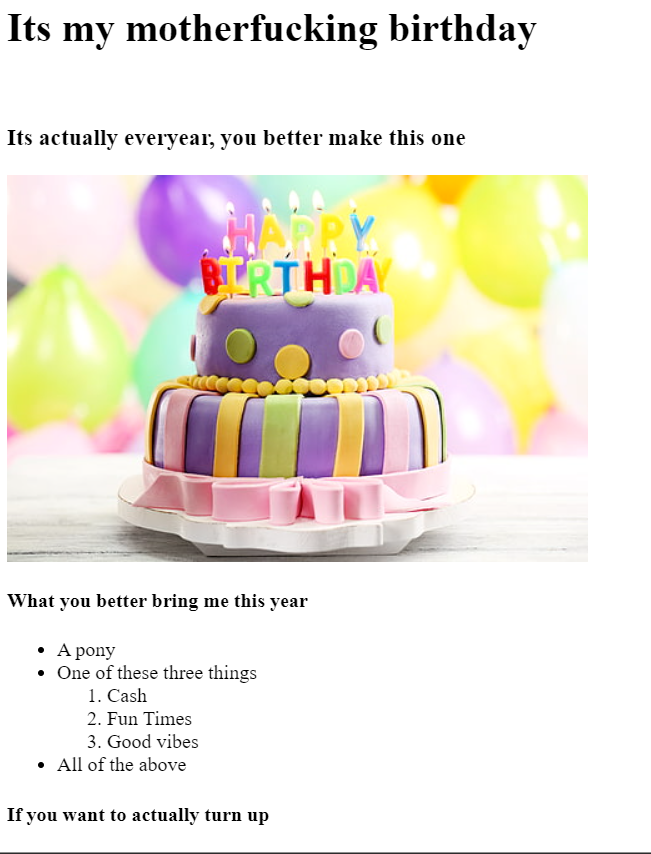 Its my motherfucking birthday
Its actually everyear, you better make this one
HAPPY
BIRTHDAY
What you better bring me this year
A pony
One of these three things
1. Cash
2. Fun Times
3. Good vibes
All of the above
If you want to actually turn up